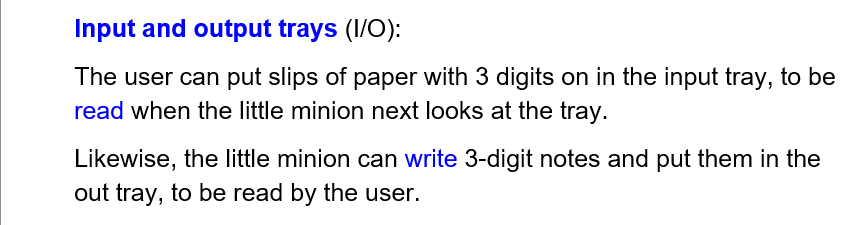 Input and output trays (I/O):
The user can put slips of paper with 3 digits on in the input tray, to be
read when the little minion next looks at the tray.
Likewise, the little minion can write 3-digit notes and put them in the
out tray, to be read by the user.